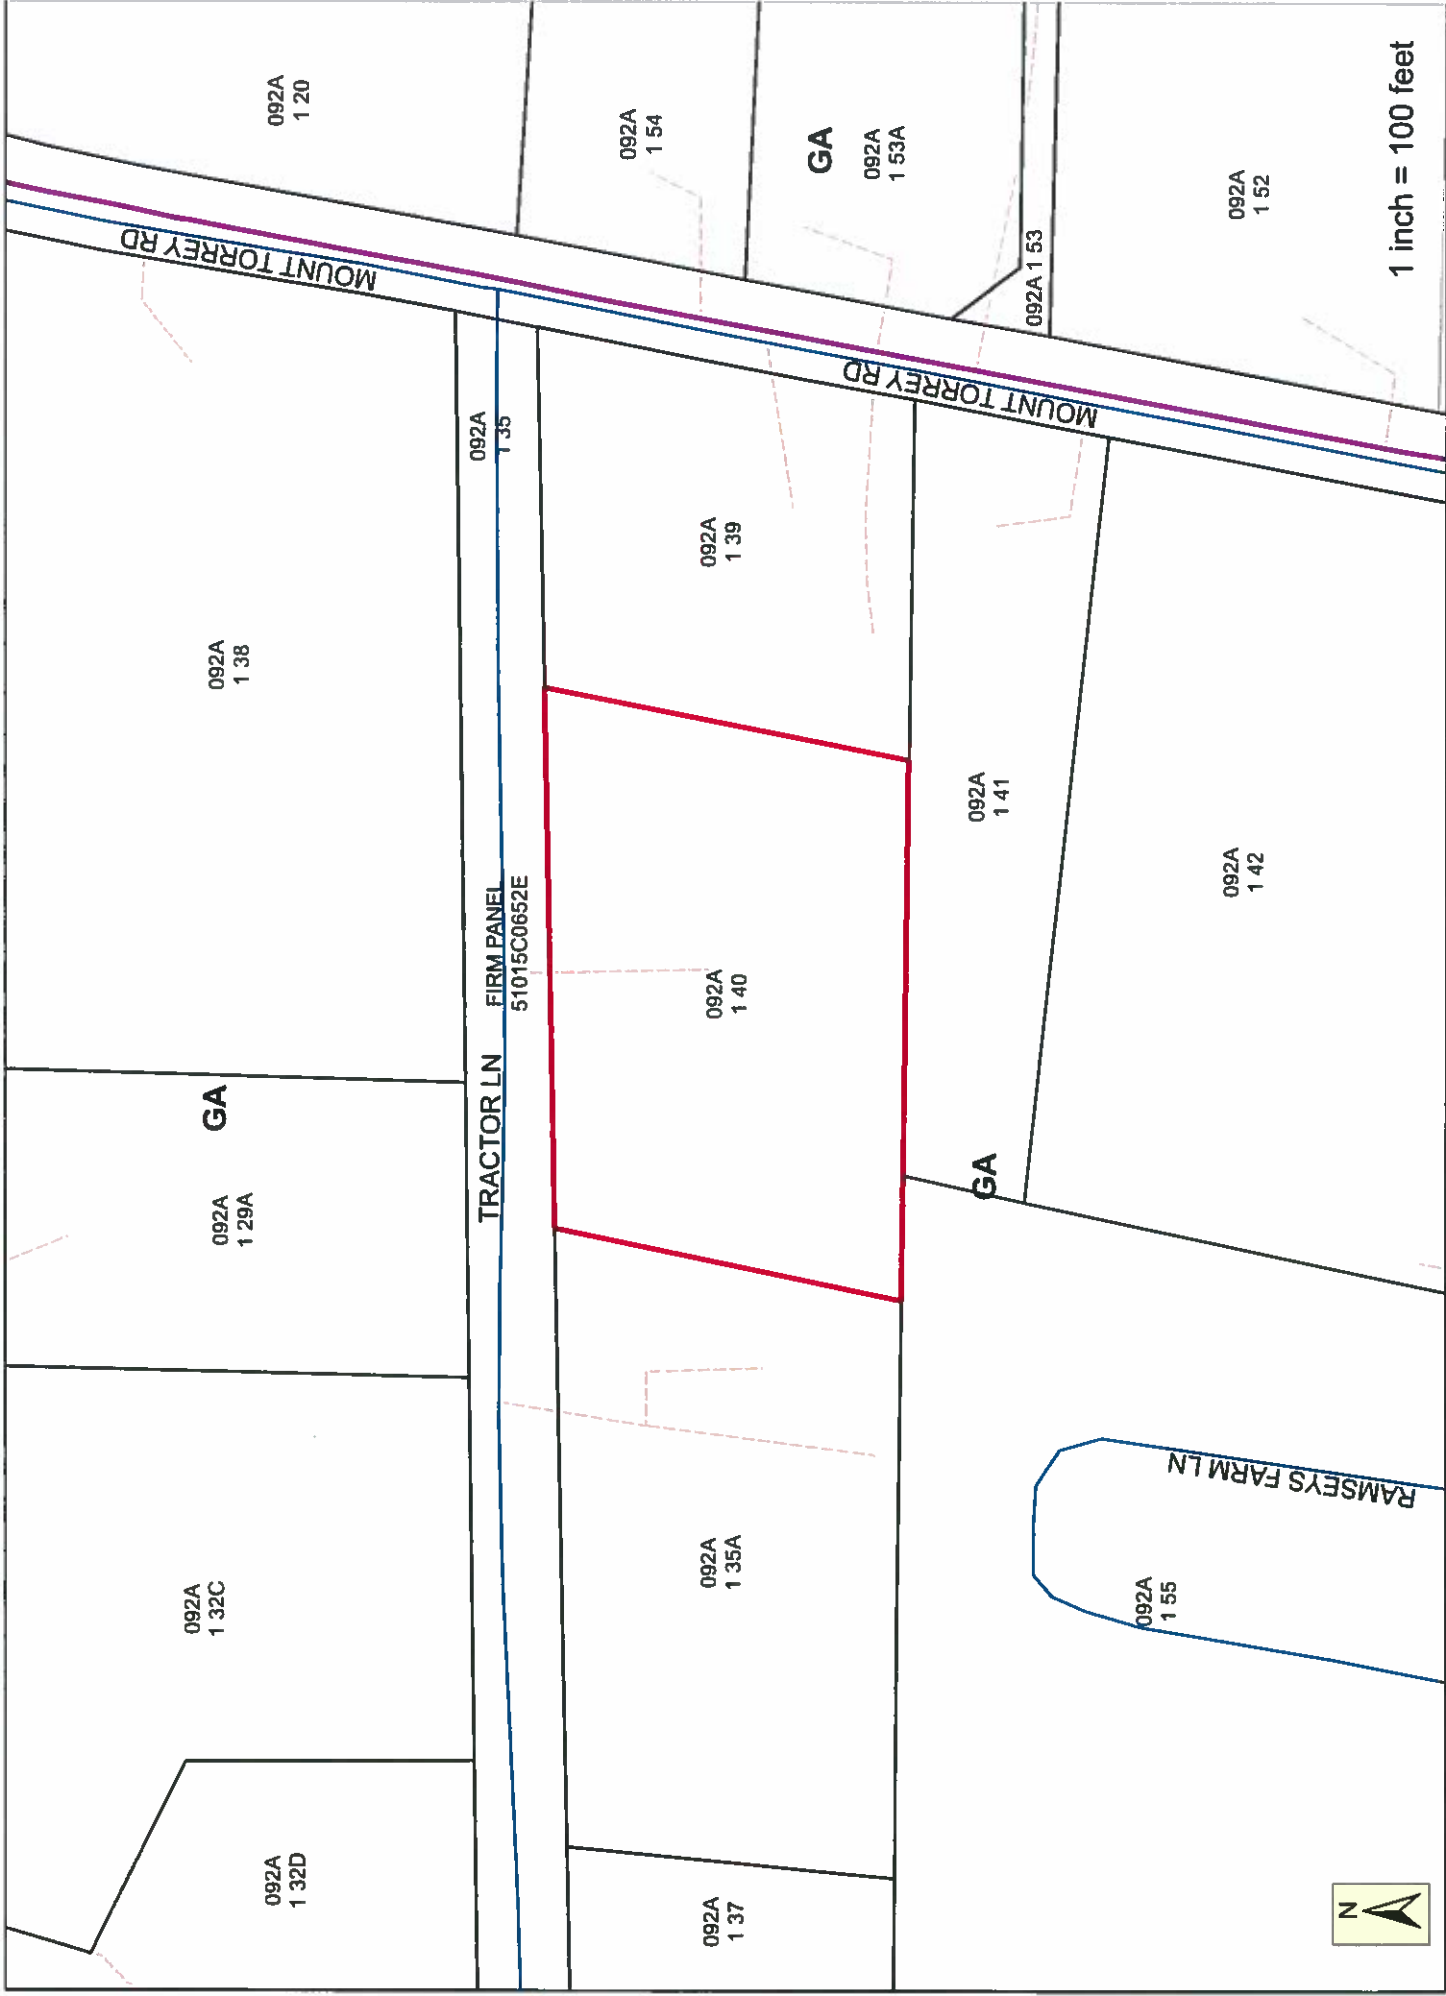 092A
1 32D
092A
1 32C
092A
1 29A
GA
092A
1 38
MOUNT TORREY RD
092A
1 20
TRACTOR LN
FIRM PANEL
51015C0652E
092A
1 35
092A
1 37
092A
1 35A
092A
1 40
092A
1 39
092A
1 54
GA
092A
1 53A
MOUNT TORREY RD
092A
1 41
GA
092A 1 53
092A
1 55
RAMSEYS FARM LN
092A
1 42
092A
1 52
N
1 inch = 100 feet